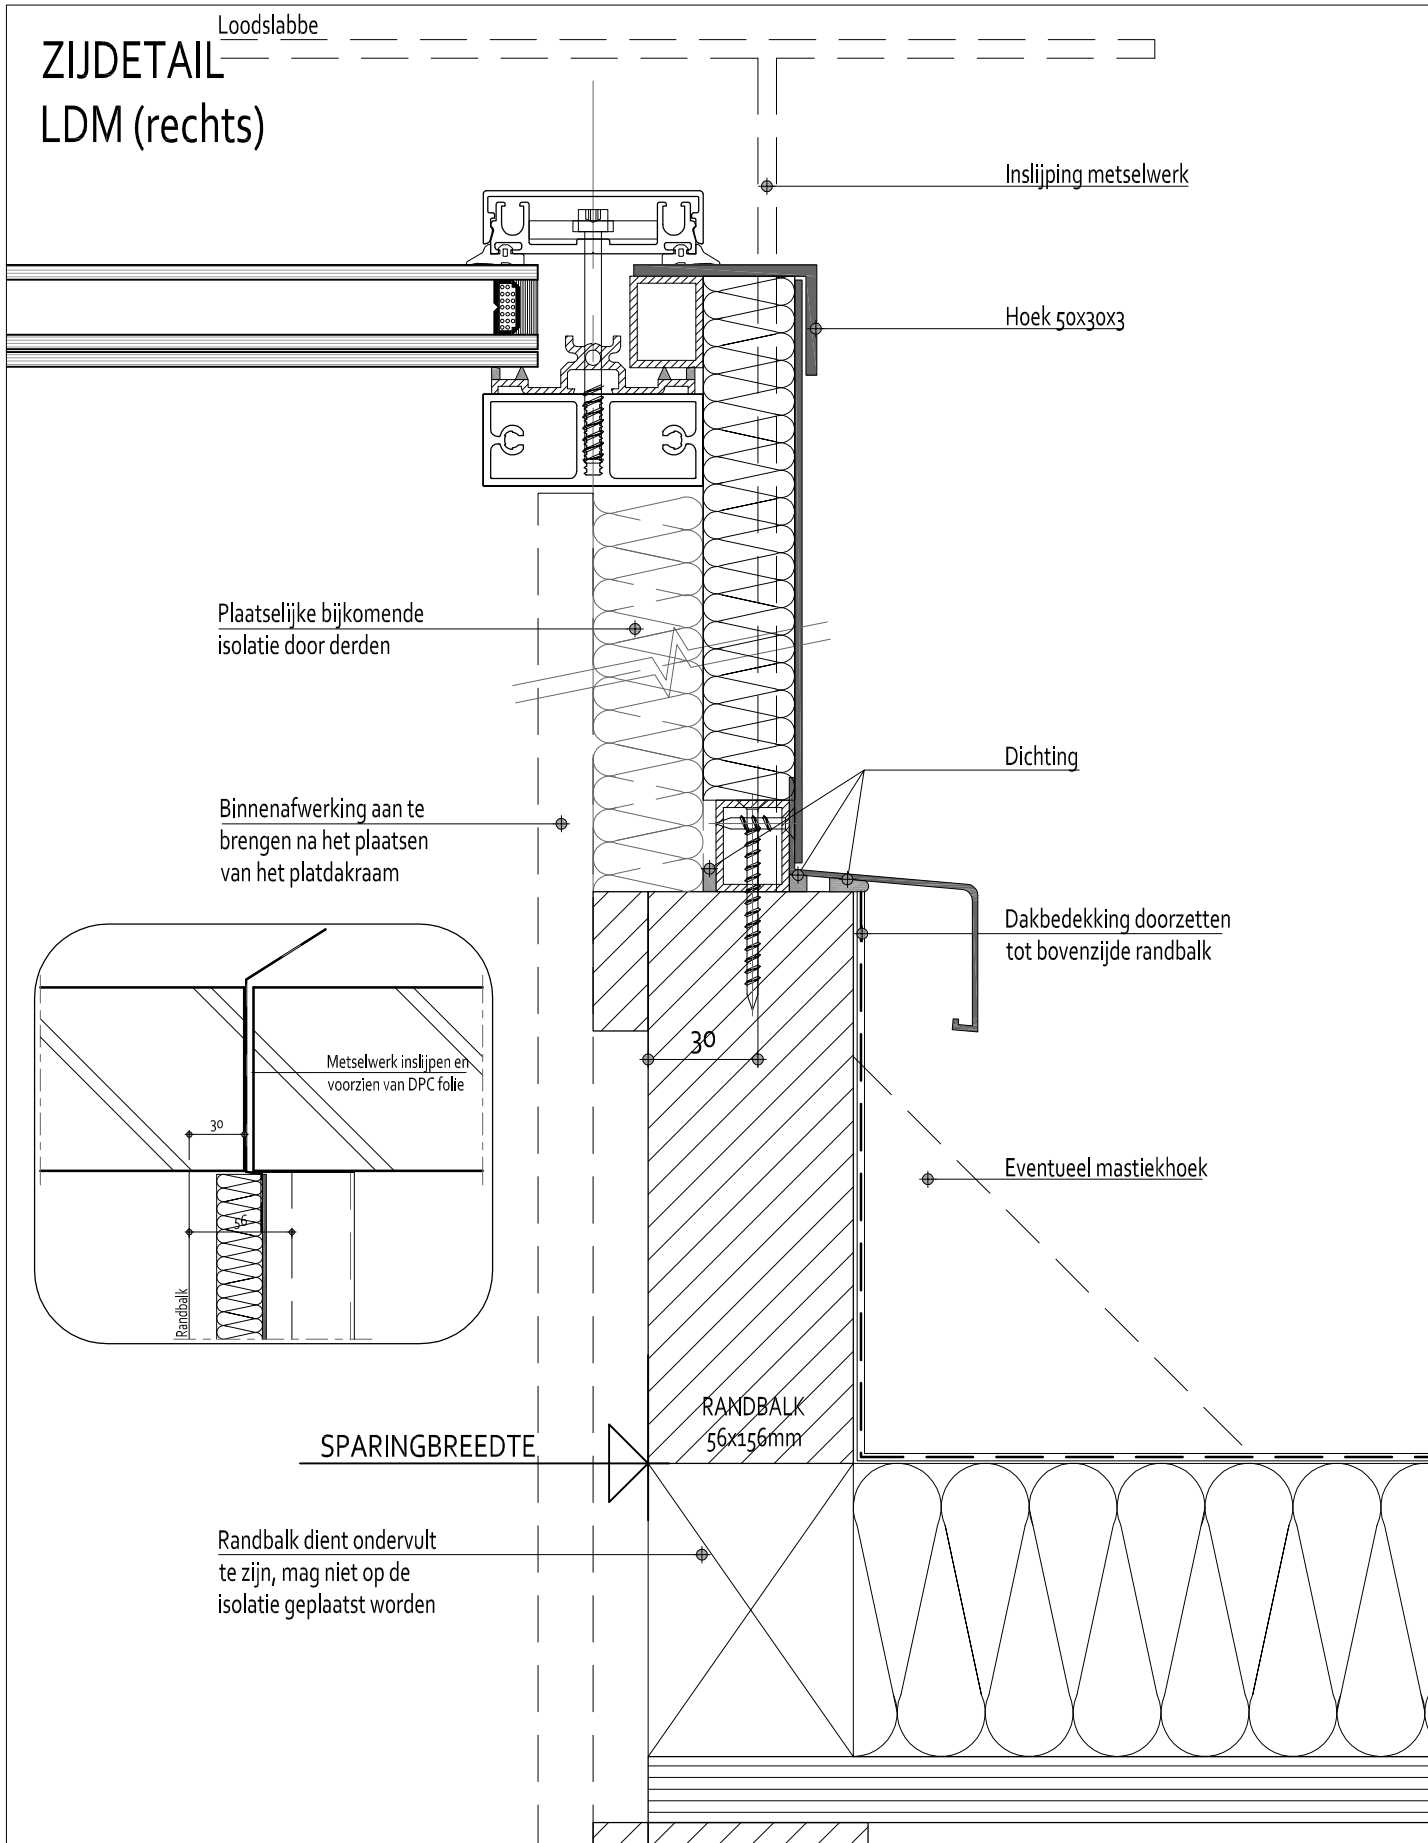 Loodslabbe
ZIJDETAIL
LDM (rechts)
Inslijping metselwerk
Hoek 50x30x3
Plaatselijke bijkomende
isolatie door derden
Dichting
Binnenafwerking aan te
brengen na het plaatsen
van het platdakraam
Dakbedekking doorzetten
tot bovenzijde randbalk
30
Metselwerk inslijpen en
voorzien van DPC folie
30
56
Randbalk
Eventueel mastiekhoek
RANDBALK
56x156mm
SPARINGBREEDTE
Randbalk dient ondervult
te zijn, mag niet op de
isolatie geplaatst worden